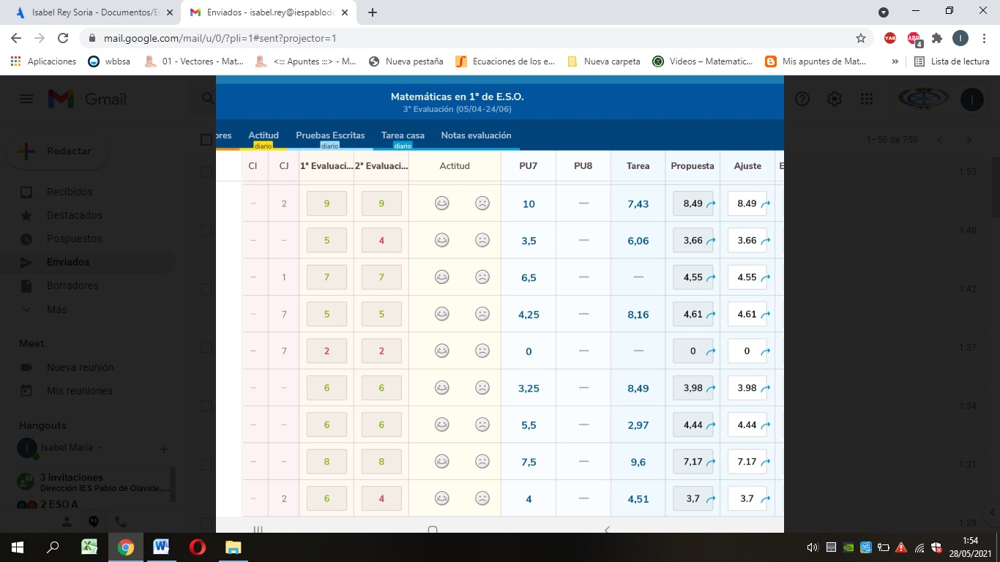 Isabel Rey Soria - Documentos/E
Enviados - isabel.rey@iespablode
mail.google.com/mail/u/0/?pli=1#sent?projector=1
YAB ABP 4 I
Aplicaciones wbbsa 01 - Vectores - Mat... <::: Apuntes :::> - M... Nueva pestaña Ecuaciones de los e... Nueva carpeta Videos – Matematic... Mis apuntes de Mat... » Lista de lectura
Gmail
I
Redactar
1–50 de 750
Recibidos
Destacados
Pospuestos
Enviados
Borradores
Más
Meet
Nueva reunión
Mis reuniones
Hangouts
I Isabel María
3 invitaciones
Dirección IES Pablo de Olavide,...
2 ESO A
Matemáticas en 1º de E.S.O.
3ª Evaluación (05/04-24/06)
ores Actitud Pruebas Escritas Tarea casa Notas evaluación
diario diario diario
CI CJ 1ª Evaluaci... 2ª Evaluaci... Actitud PU7 PU8 Tarea Propuesta Ajuste E
– 2 9 9 10 — 7,43 8,49 8.49
– – 5 4 3,5 — 6,06 3,66 3.66
– 1 7 7 6,5 — — 4,55 4.55
– 7 5 5 4,25 — 8,16 4,61 4.61
– 7 2 2 0 — — 0 0
– – 6 6 3,25 — 8,49 3,98 3.98
– – 6 6 5,5 — 2,97 4,44 4.44
– – 8 8 7,5 — 9,6 7,17 7.17
– 2 6 4 4 — 4,51 3,7 3.7
1:53
1:48
1:42
1:37
1:34
1:31
1:29
1:54
28/05/2021